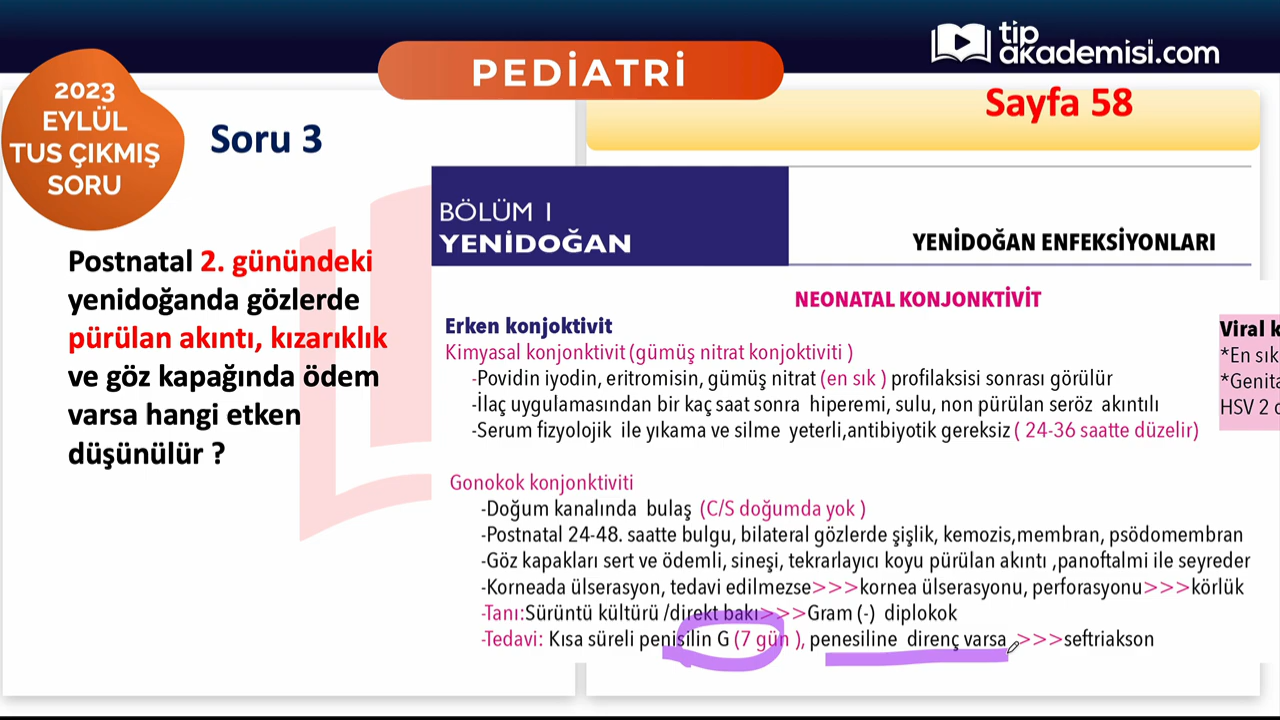 tıp
akademisi.com
PEDİATRİ
2023
EYLÜL
TUS ÇIKMIŞ
SORU
Soru 3
Sayfa 58
Postnatal 2. günündeki
yenidoğanda gözlerde
pürülan akıntı, kızarıklık
ve göz kapağında ödem
varsa hangi etken
düşünülür ?
BÖLÜM I
YENİDOĞAN
YENİDOĞAN ENFEKSİYONLARI
NEONATAL KONJONKTİVİT
Erken konjoktivit
Kimyasal konjonktivit (gümüş nitrat konjoktiviti )
-Povidin iyodin, eritromisin, gümüş nitrat (en sık ) profilaksisi sonrası görülür
-İlaç uygulamasından bir kaç saat sonra hiperemi, sulu, non pürülan seröz akıntılı
-Serum fizyolojik ile yıkama ve silme yeterli,antibiyotik gereksiz ( 24-36 saatte düzelir)
Gonokok konjonktiviti
-Doğum kanalında bulaş (C/S doğumda yok )
-Postnatal 24-48. saatte bulgu, bilateral gözlerde şişlik, kemozis,membran, psödomembran
-Göz kapakları sert ve ödemli, sineşi, tekrarlayıcı koyu pürülan akıntı ,panoftalmi ile seyreder
-Korneada ülserasyon, tedavi edilmezse>>>kornea ülserasyonu, perforasyonu>>>körlük
-Tanı:Sürüntü kültürü /direkt bakı>>>Gram (-) diplokok
-Tedavi: Kısa süreli penisilin G (7 gün ), penesiline direnç varsa >>>seftriakson
Viral k
*En sık
*Genita
HSV 2 d